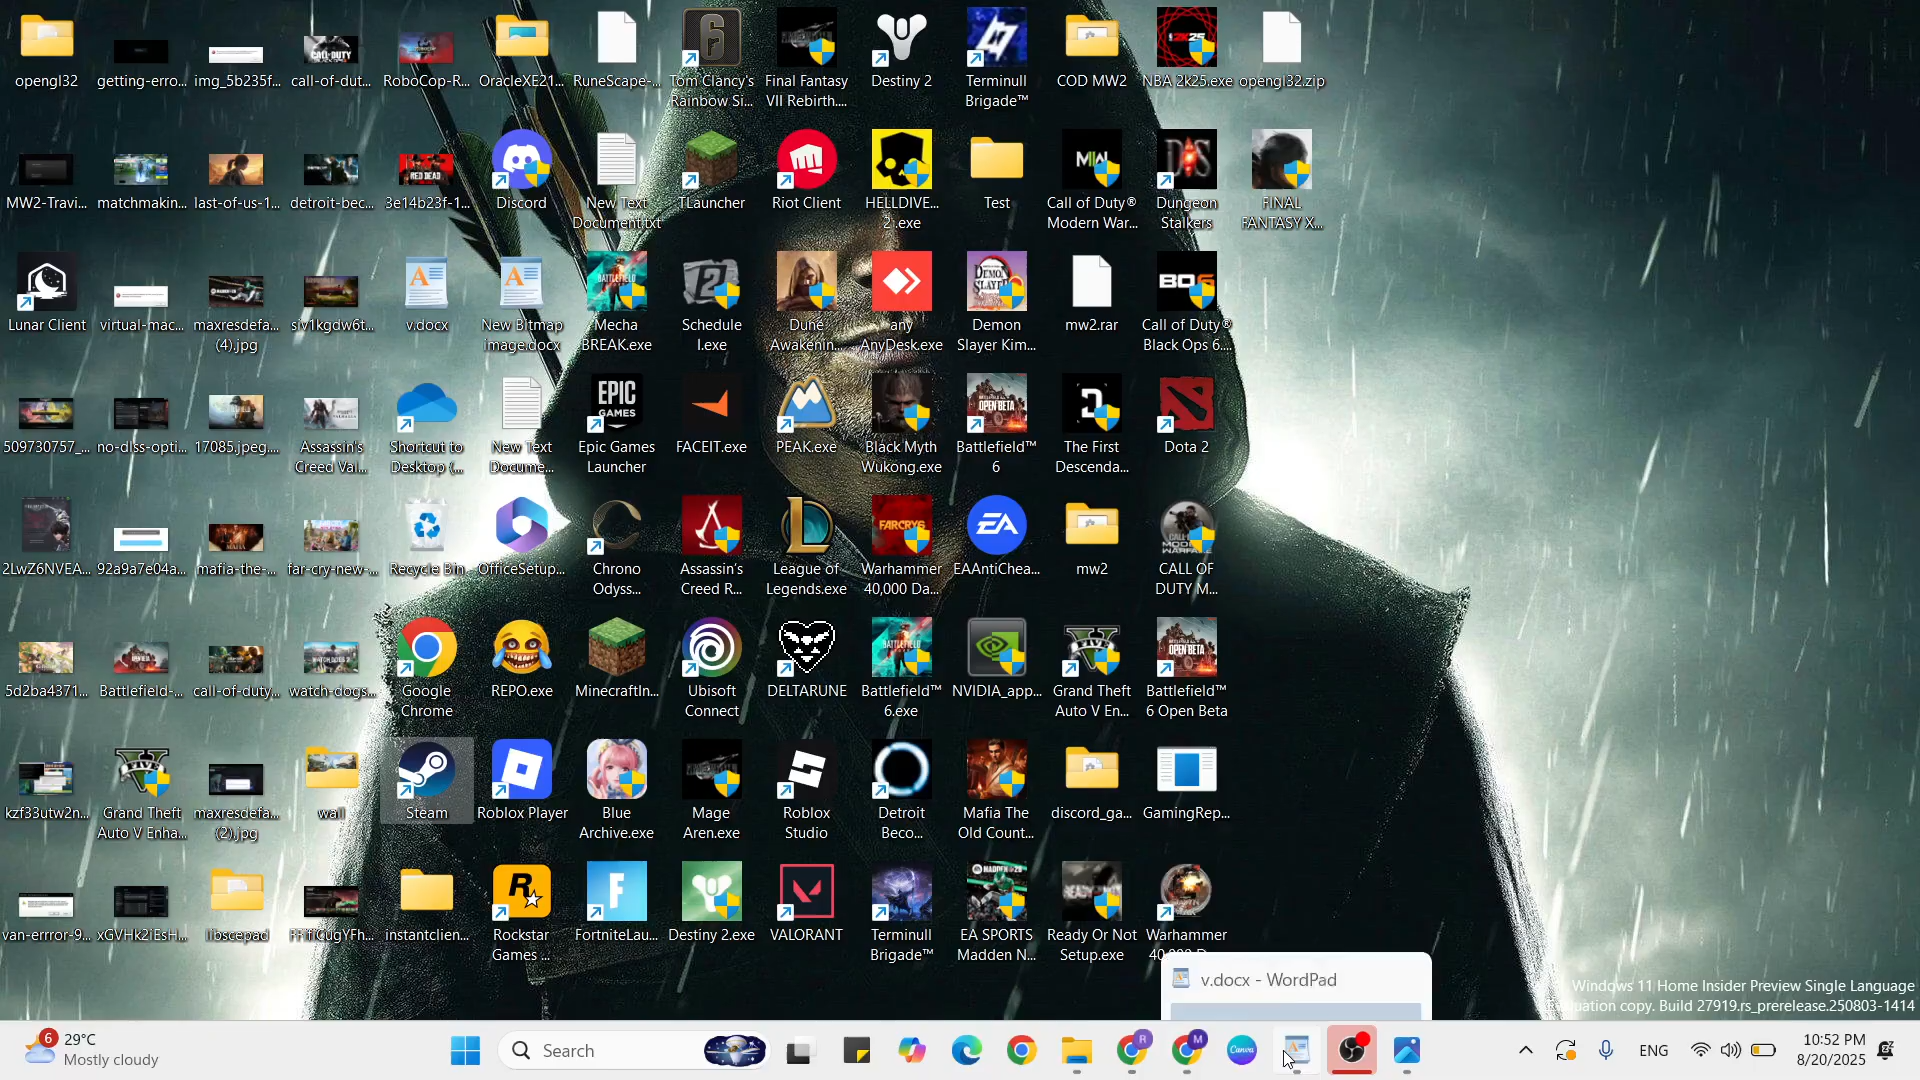 opengl32
getting-erro...
img_5b235f...
call-of-dut...
RoboCop-R...
OracleXE21...
RuneScape-...
Tom Clancy's
Rainbow Si...
Final Fantasy
VII Rebirth....
Destiny 2
Terminull
Brigade™
COD MW2
NBA 2k25.exe
opengl32.zip
MW2-Travi...
matchmakin...
last-of-us-1...
detroit-bec...
3e14b23f-1...
Discord
New Text
Document.txt
TLauncher
Riot Client
HELLDIVE...
2.exe
Test
Call of Duty®
Modern War...
Dungeon
Stalkers
FINAL
FANTASY X...
Lunar Client
virtual-mac...
maxresdefa...
(4).jpg
v.docx
New Bitmap
image.docx
Mecha
BREAK.exe
Schedule
I.exe
Dune
Awakenin...
any
AnyDesk.exe
Demon
Slayer Kim...
mw2.rar
Call of Duty®
Black Ops 6....
509730757_...
no-dlss-opti...
17085.jpeg....
Assassin's
Creed Val...
Shortcut to
Desktop (...
New Text
Docume...
Epic Games
Launcher
FACEIT.exe
PEAK.exe
Black Myth
Wukong.exe
Battlefield™
6
The First
Descenda...
Dota 2
2LwZ6NVEA...
92a9a7e04a...
mafia-the-...
far-cry-new-...
Recycle Bin
OfficeSetup...
Chrono
Odyss...
Assassin's
Creed R...
League of
Legends.exe
Warhammer
40,000 Da...
EAAntiChea...
mw2
CALL OF
DUTY M...
5d2ba4371...
Battlefield-...
call-of-duty...
watch-dogs...
Google
Chrome
REPO.exe
MinecraftIn...
Ubisoft
Connect
DELTARUNE
Battlefield™
6.exe
NVIDIA_app...
Grand Theft
Auto V En...
Battlefield™
6 Open Beta
kzf33utw2n...
Grand Theft
Auto V Enha...
maxresdefa...
(2).jpg
wall
Steam
Roblox Player
Blue
Archive.exe
Mage
Aren.exe
Roblox
Studio
Detroit
Beco...
Mafia The
Old Count...
discord_ga...
GamingRep...
van-errror-9...
xGVHk2iEsH...
libscepad
instantclien...
Rockstar
Games ...
FortniteLau...
Destiny 2.exe
VALORANT
Terminull
Brigade™
EA SPORTS
Madden N...
Ready Or Not
Setup.exe
Warhammer
v.docx - WordPad
Windows 11 Home Insider Preview Single Language
Evaluation copy. Build 27919.rs_prerelease.250803-1414
6
29°C
Mostly cloudy
Search
ENG
10:52 PM
8/20/2025